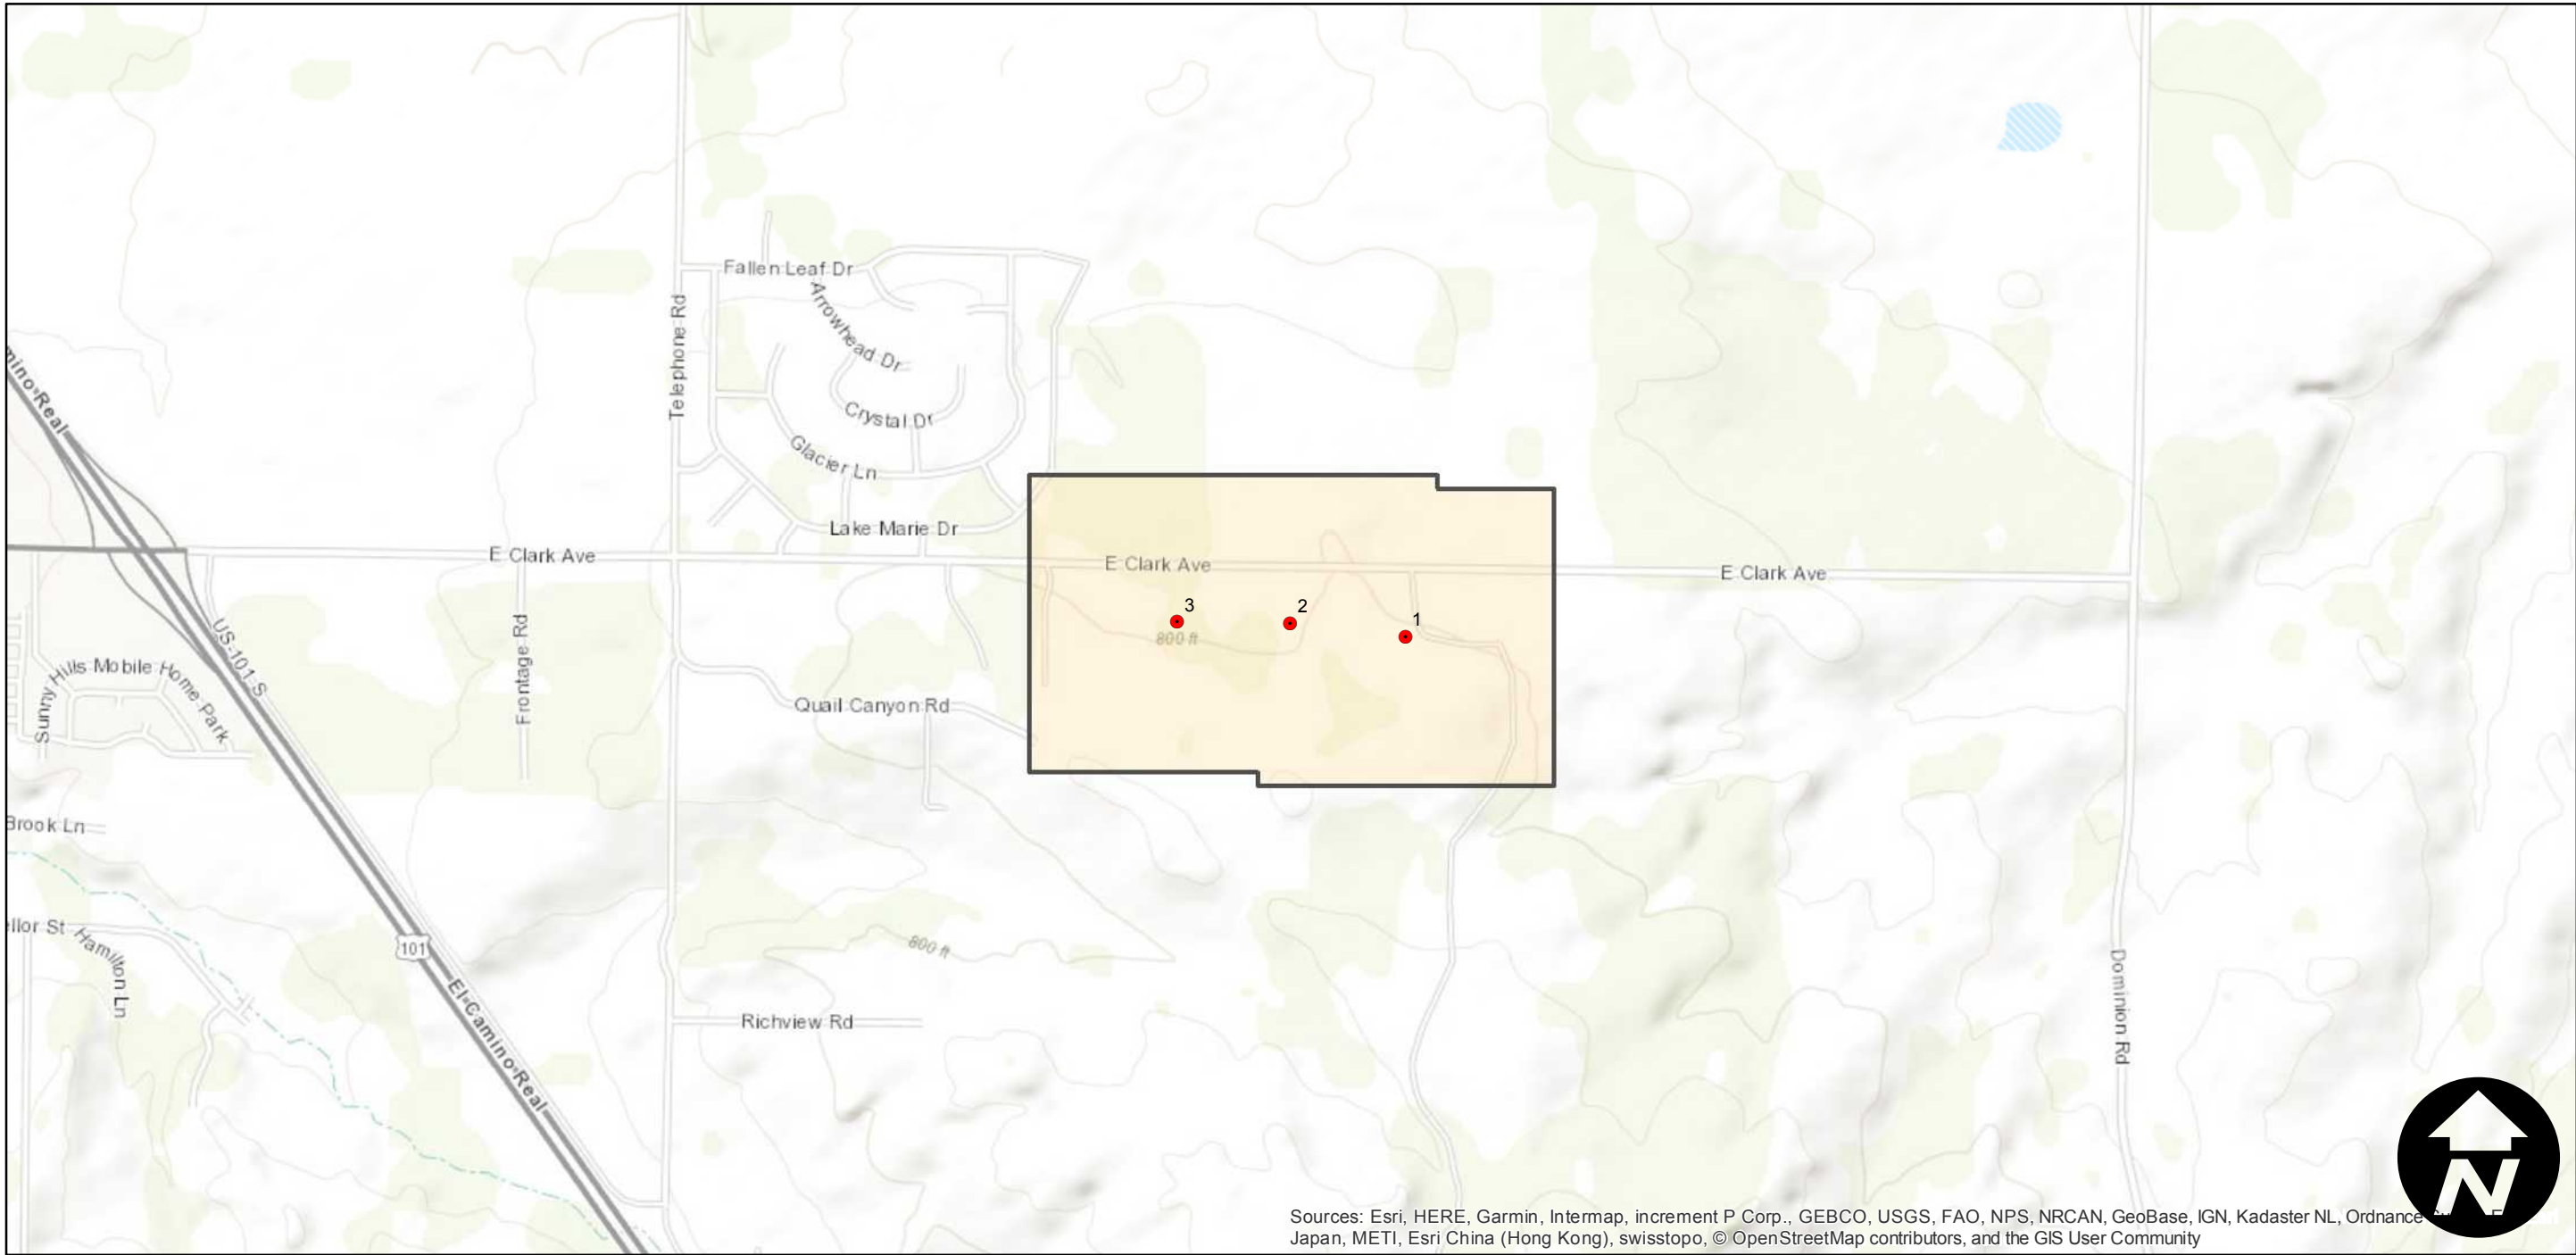 Fallen Leaf Dr
Arrowhead Dr
Telephone Rd
Crystal Dr
Glacier Ln
Lake Marie Dr
E Clark Ave
E Clark Ave
E Clark Ave
3
2
1
800 ft
US-101 S
Frontage Rd
Sunny Hills Mobile Home Park
Quail Canyon Rd
Hamilton Ln
101
El Camino Real
800 ft
Richview Rd
Dominion Rd
N
Sources: Esri, HERE, Garmin, Intermap, increment P Corp., GEBCO, USGS, FAO, NPS, NRCAN, GeoBase, IGN, Kadaster NL, Ordnance
Japan, METI, Esri China (Hong Kong), swisstopo, © OpenStreetMap contributors, and the GIS User Community